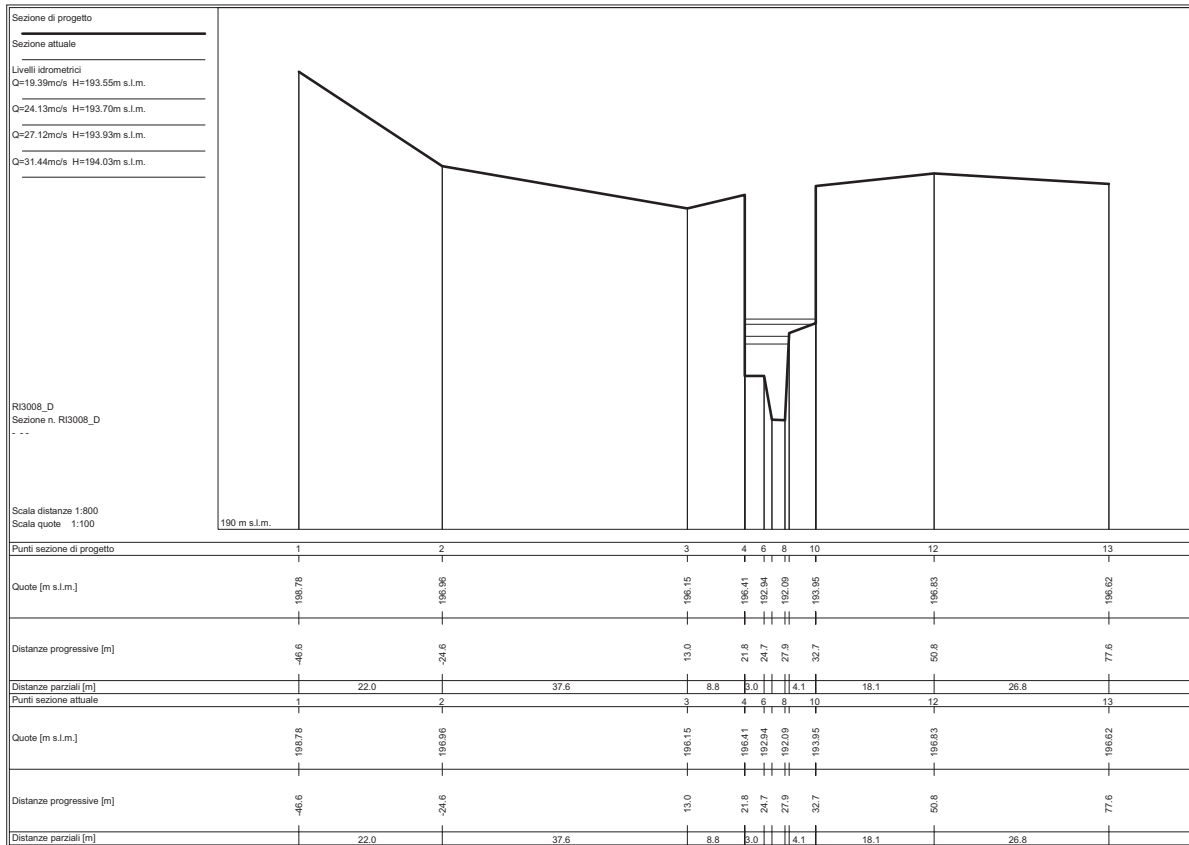 Sezione di progetto
Sezione attuale
Livelli idrometrici
Q=19.39mc/s H=193.55m s.l.m.
Q=24.13mc/s H=193.70m s.l.m.
Q=27.12mc/s H=193.93m s.l.m.
Q=31.44mc/s H=194.03m s.l.m.
RI3008_D
Sezione n. RI3008_D
- - -
Scala distanze 1:800
Scala quote 1:100
190 m s.l.m.
Punti sezione di progetto 1 2 3 4 6 8 10 12 13
Quote [m s.l.m.] 198.78 196.96 196.15 196.41 192.94 192.09 193.95 196.83 196.62
Distanze progressive [m] -46.6 -24.6 13.0 21.8 24.7 27.9 32.7 50.8 77.6
Distanze parziali [m] 22.0 37.6 8.8 3.0 4.1 18.1 26.8
Punti sezione attuale 1 2 3 4 6 8 10 12 13
Quote [m s.l.m.] 198.78 196.96 196.15 196.41 192.94 192.09 193.95 196.83 196.62
Distanze progressive [m] -46.6 -24.6 13.0 21.8 24.7 27.9 32.7 50.8 77.6
Distanze parziali [m] 22.0 37.6 8.8 3.0 4.1 18.1 26.8